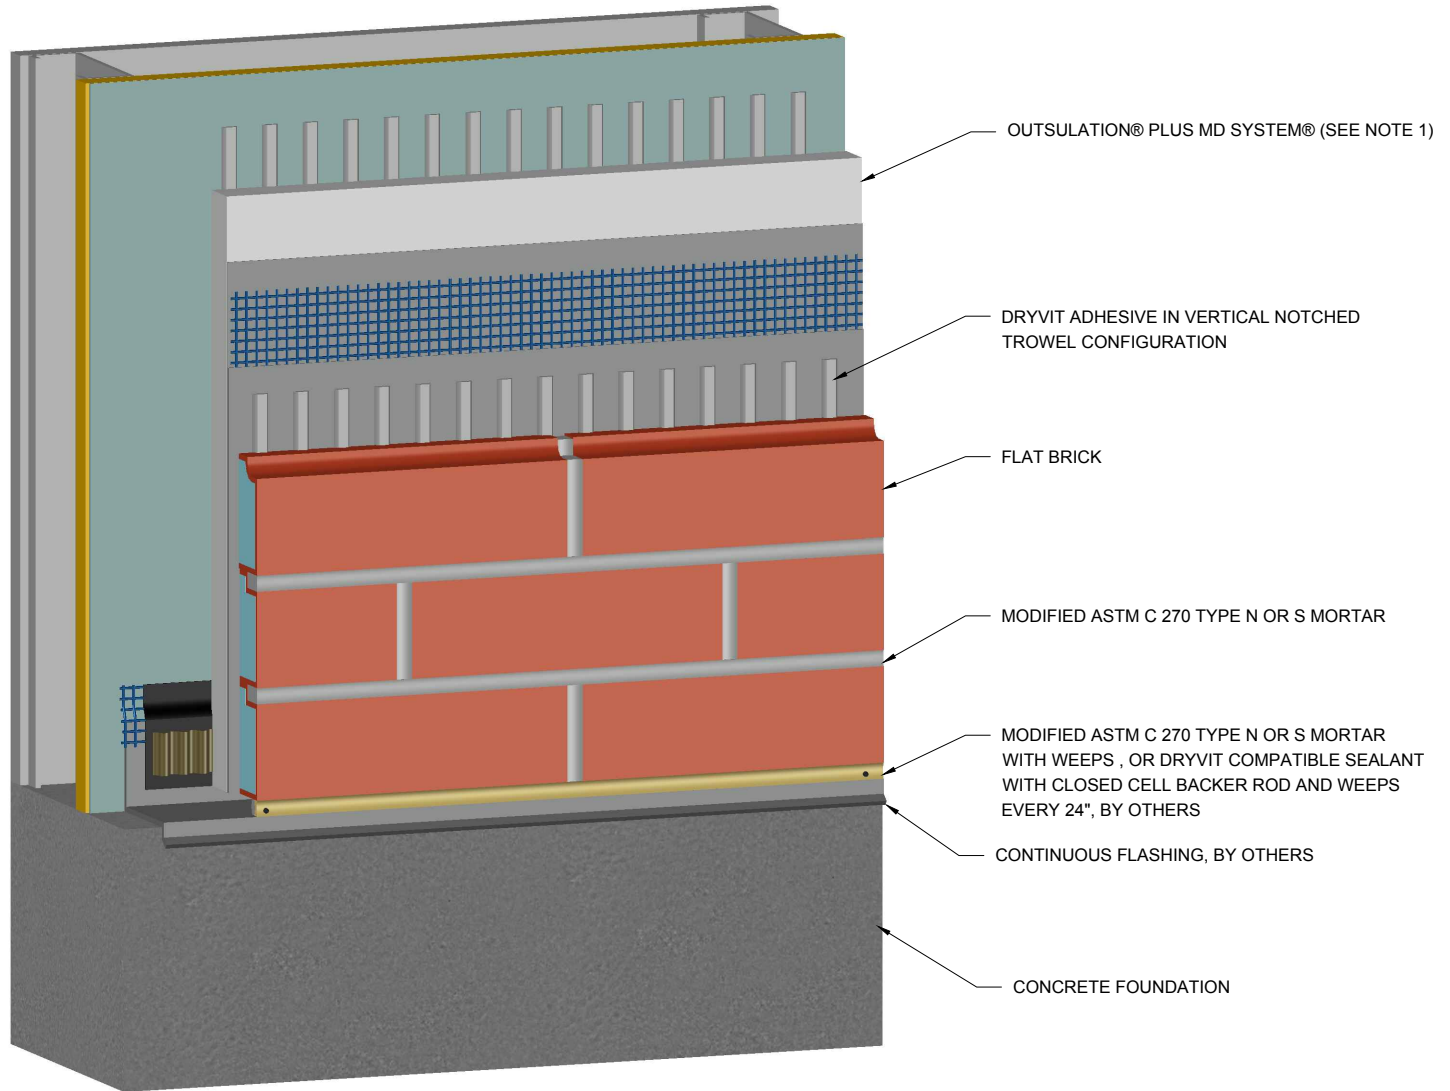 OUTSULATION® PLUS MD SYSTEM® (SEE NOTE 1)
DRYVIT ADHESIVE IN VERTICAL NOTCHED
TROWEL CONFIGURATION
FLAT BRICK
MODIFIED ASTM C 270 TYPE N OR S MORTAR
MODIFIED ASTM C 270 TYPE N OR S MORTAR
WITH WEEPS , OR DRYVIT COMPATIBLE SEALANT
WITH CLOSED CELL BACKER ROD AND WEEPS
EVERY 24", BY OTHERS
CONTINUOUS FLASHING, BY OTHERS
CONCRETE FOUNDATION